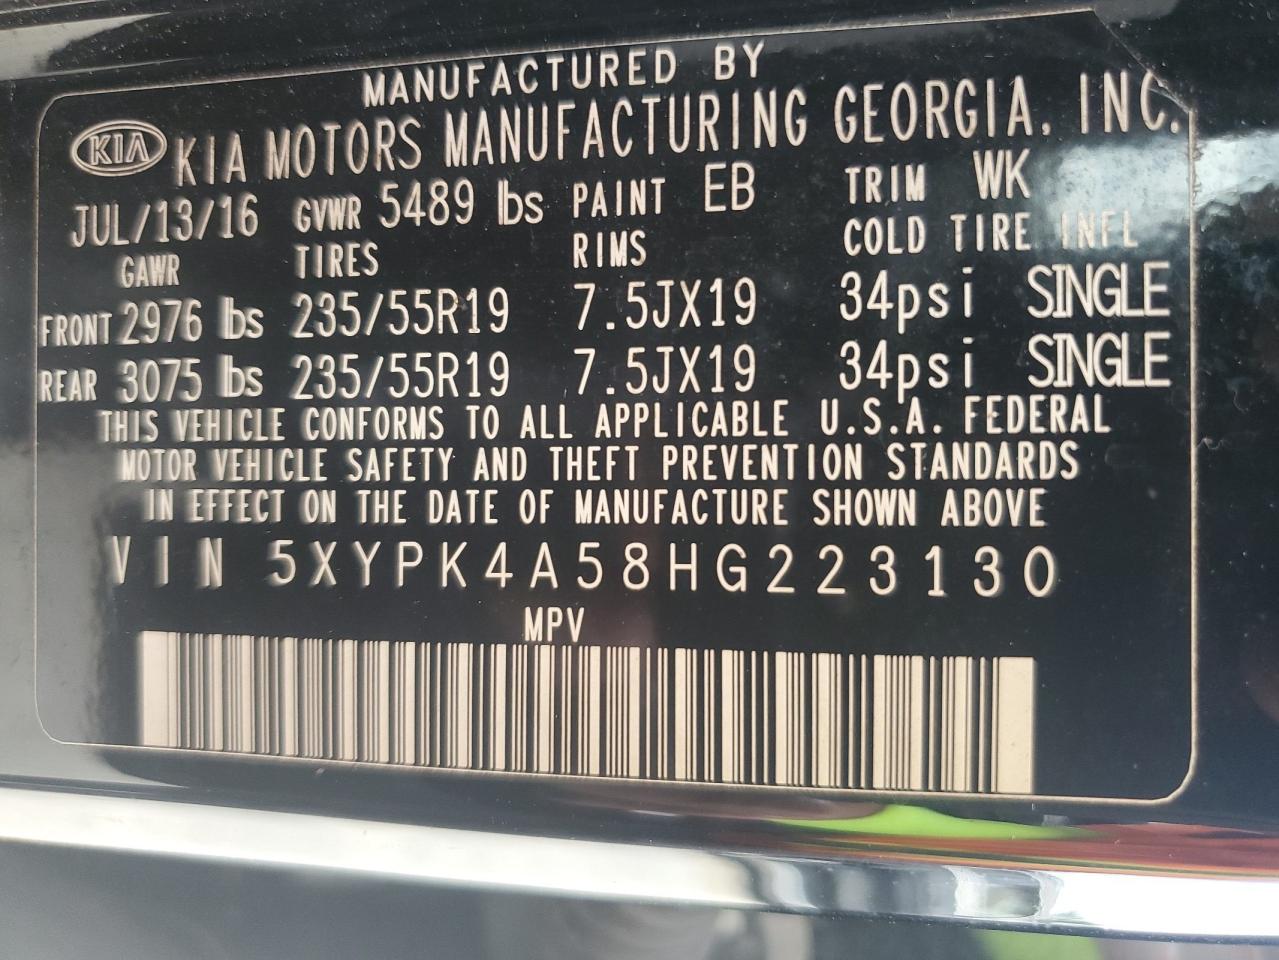 MANUFACTURED BY
KIA KIA MOTORS MANUFACTURING GEORGIA, INC.
JUL/13/16 GVWR 5489 lbs PAINT EB TRIM WK
GAWR TIRES RIMS COLD TIRE INFL
FRONT 2976 lbs 235/55R19 7.5JX19 34psi SINGLE
REAR 3075 lbs 235/55R19 7.5JX19 34psi SINGLE
THIS VEHICLE CONFORMS TO ALL APPLICABLE U.S.A. FEDERAL
MOTOR VEHICLE SAFETY AND THEFT PREVENTION STANDARDS
IN EFFECT ON THE DATE OF MANUFACTURE SHOWN ABOVE
VIN 5XYPK4A58HG223130
MPV